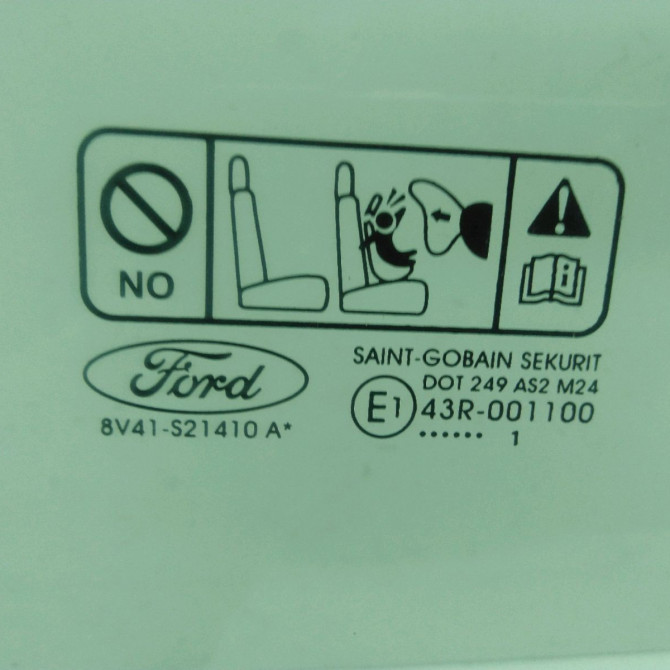 NO
i
Ford
8V41-S21410 A*
SAINT-GOBAIN SEKURIT
DOT 249 AS2 M24
E1 43R-001100
······ 1